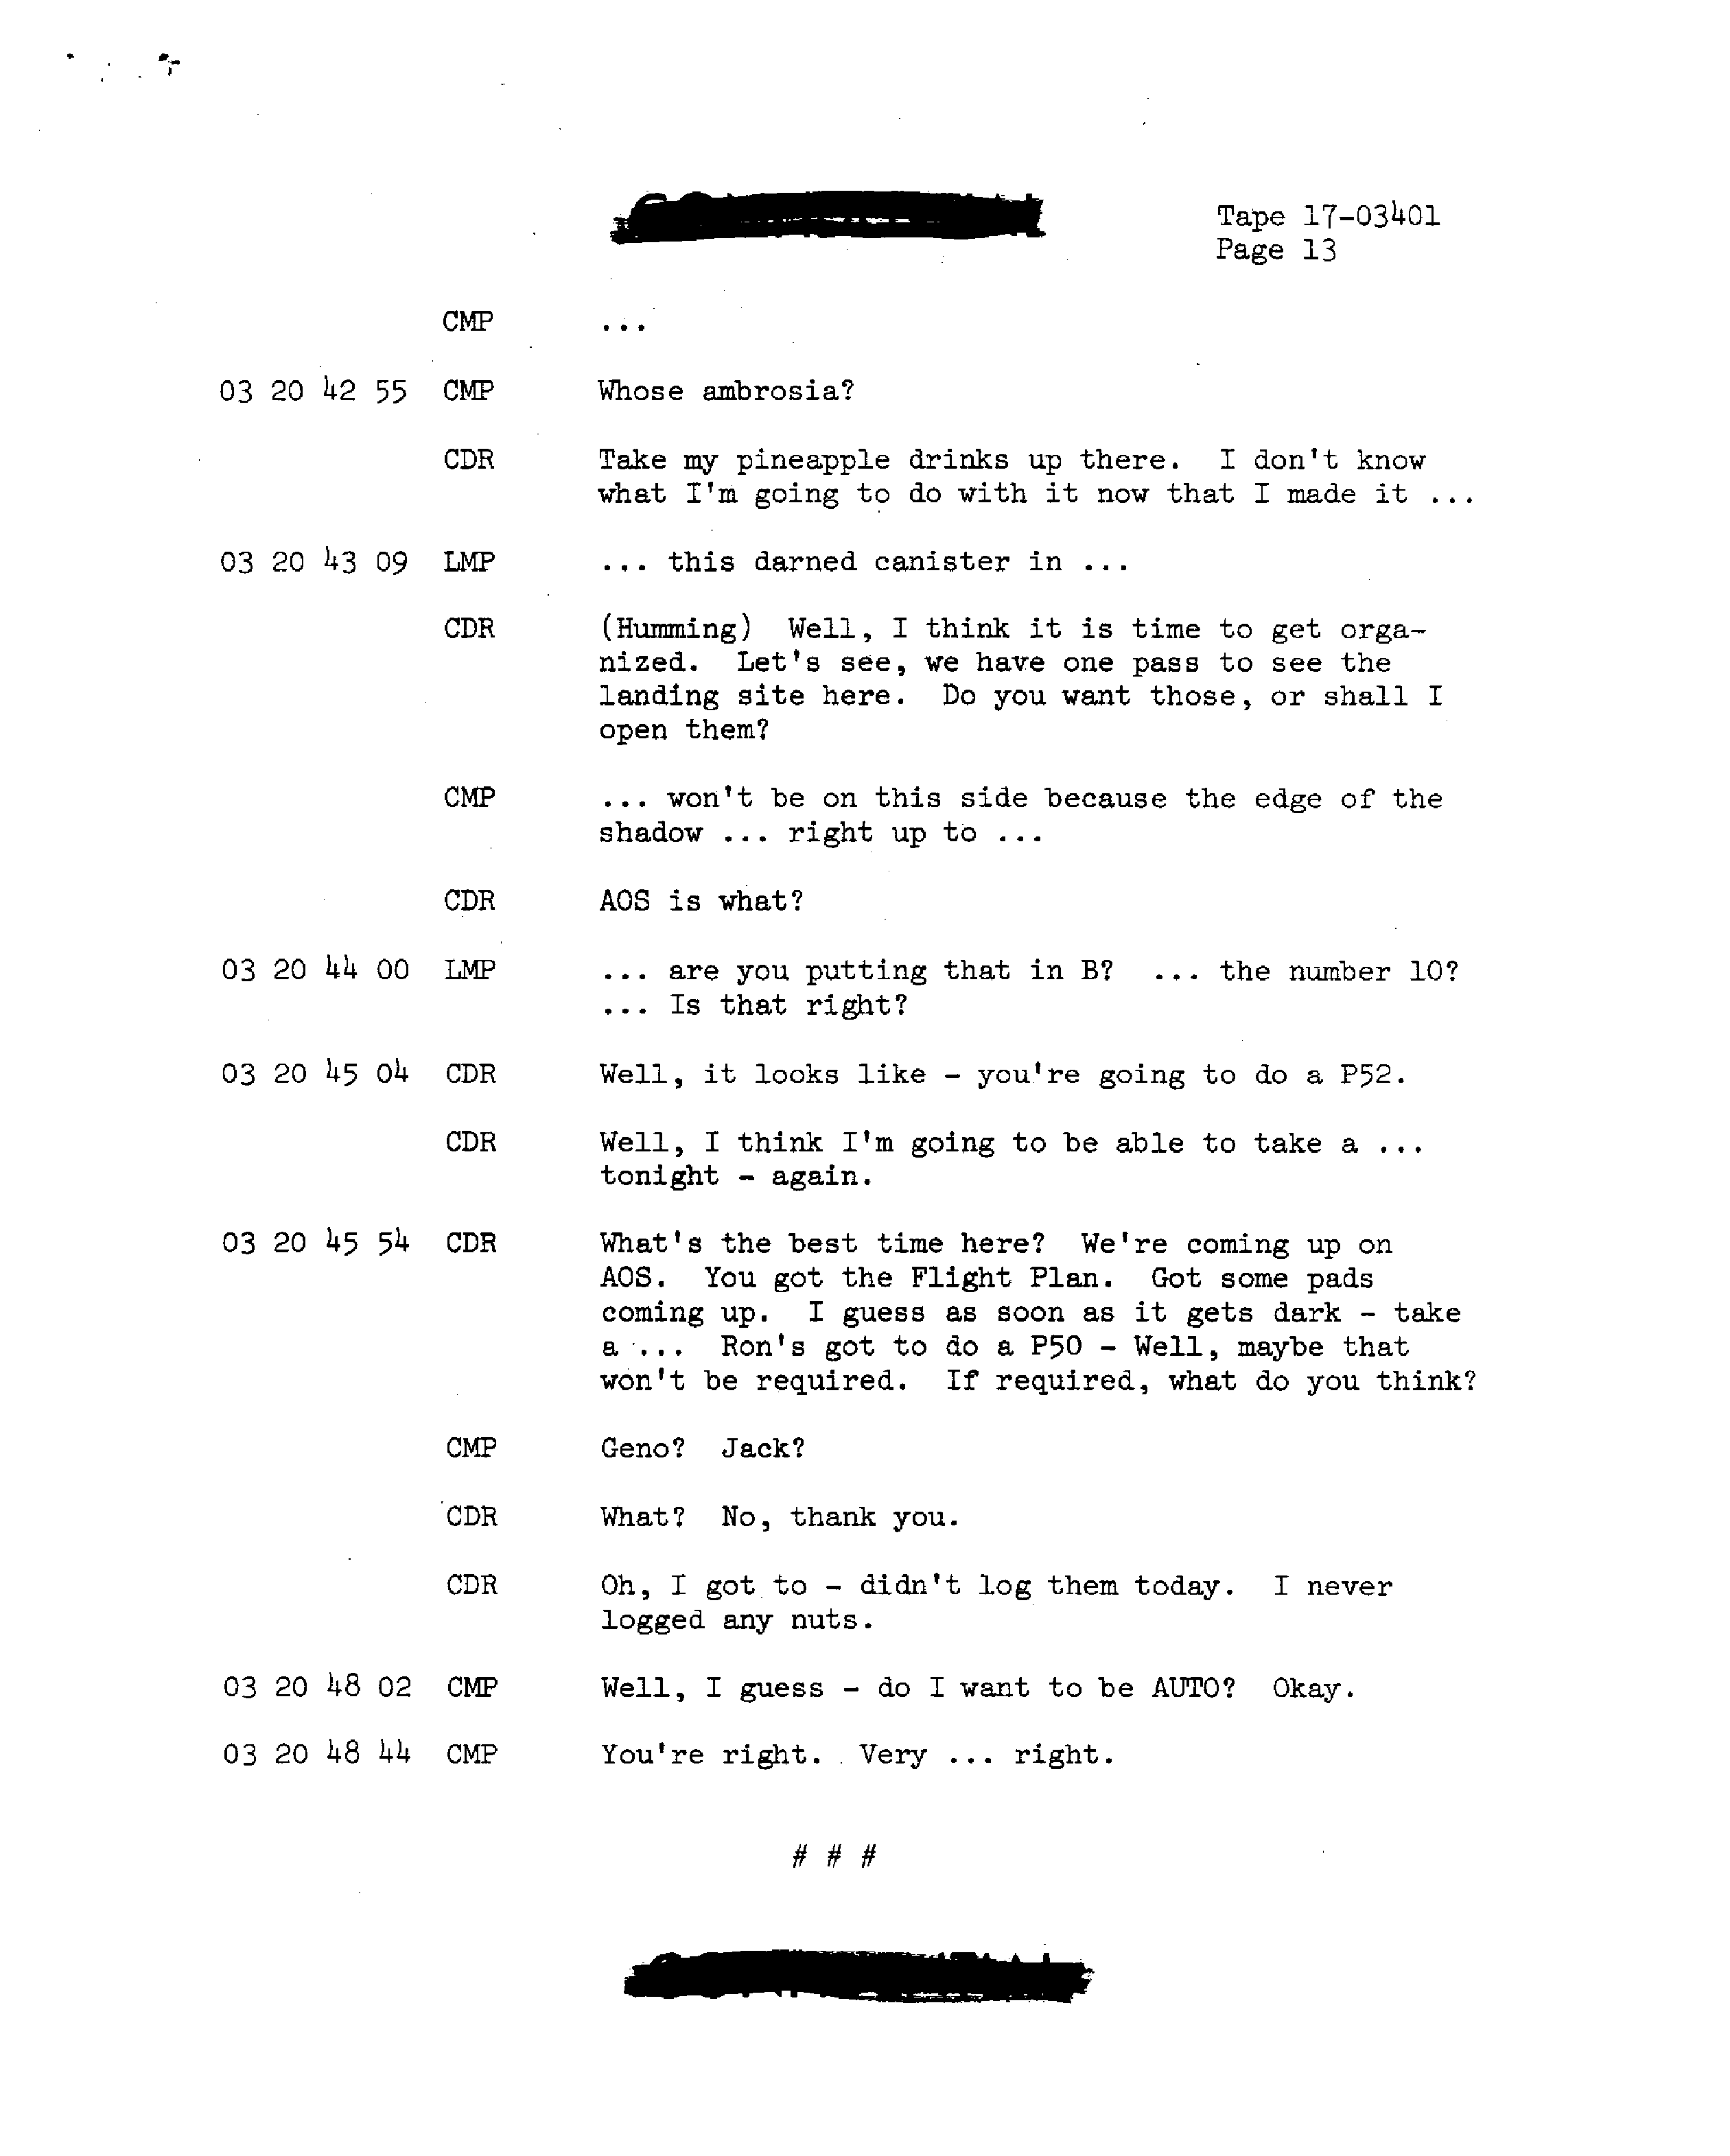 Tape 17-03401
Page 13
CMP ...
03 20 42 55 CMP Whose ambrosia?
CDR Take my pineapple drinks up there. I don't know
what I'm going to do with it now that I made it ...
03 20 43 09 LMP ... this darned canister in ...
CDR (Humming) Well, I think it is time to get orga-
nized. Let's see, we have one pass to see the
landing site here. Do you want those, or shall I
open them?
CMP ... won't be on this side because the edge of the
shadow ... right up to ...
CDR AOS is what?
03 20 44 00 LMP ... are you putting that in B? ... the number 10?
... Is that right?
03 20 45 04 CDR Well, it looks like - you're going to do a P52.
CDR Well, I think I'm going to be able to take a ...
tonight - again.
03 20 45 54 CDR What's the best time here? We're coming up on
AOS. You got the Flight Plan. Got some pads
coming up. I guess as soon as it gets dark - take
a ... Ron's got to do a P50 - Well, maybe that
won't be required. If required, what do you think?
CMP Geno? Jack?
CDR What? No, thank you.
CDR Oh, I got to - didn't log them today. I never
logged any nuts.
03 20 48 02 CMP Well, I guess - do I want to be AUTO? Okay.
03 20 48 44 CMP You're right. Very ... right.
# # #